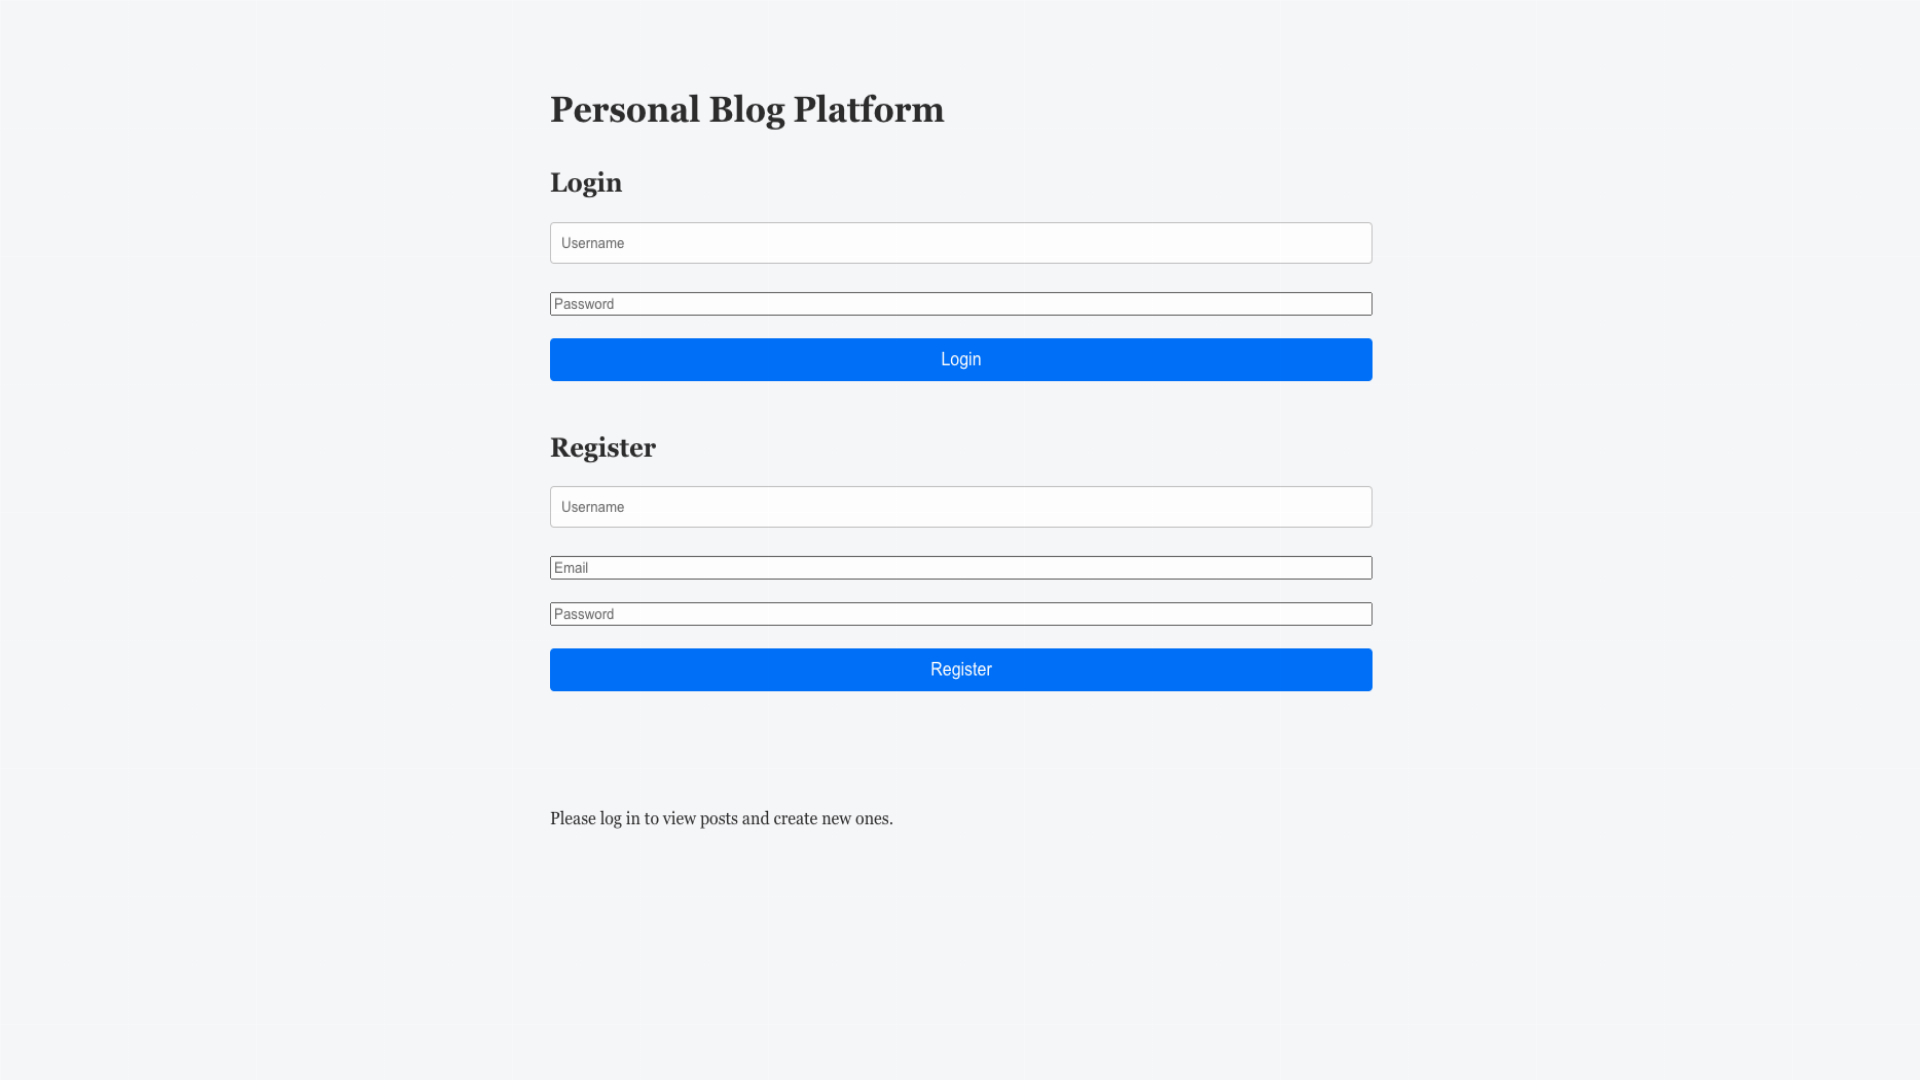 Personal Blog Platform
Login
Username
Password
Login
Register
Username
Email
Password
Register
Please log in to view posts and create new ones.